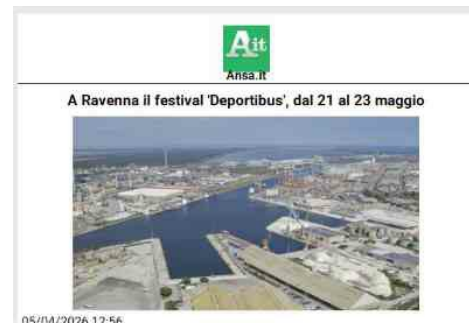 Ait
Ansa.it
A Ravenna il festival 'Deportibus', dal 21 al 23 maggio
05/04/2026 12:56